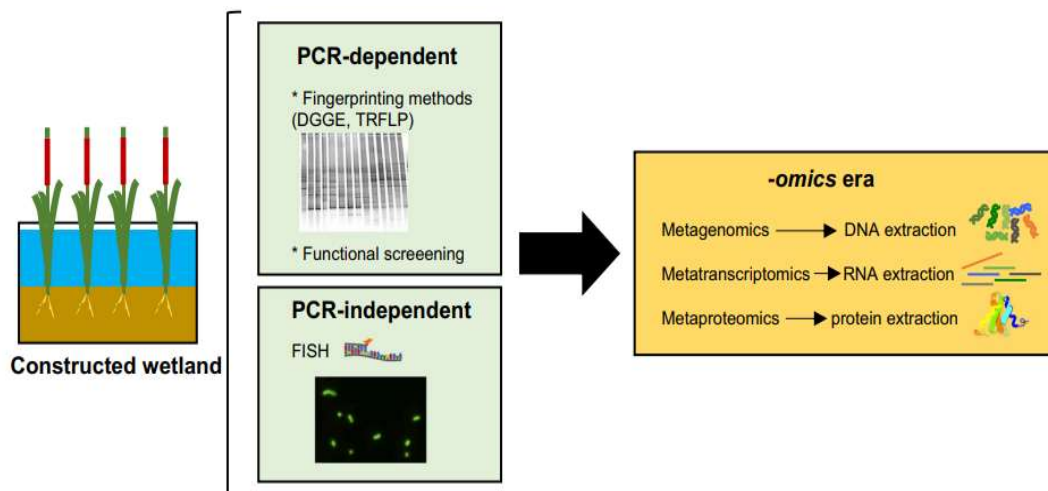 PCR-dependent
* Fingerprinting methods
(DGGE, TRFLP)
* Functional screeening
PCR-independent
FISH
Constructed wetland
-omics era
Metagenomics DNA extraction
Metatranscriptomics RNA extraction
Metaproteomics protein extraction